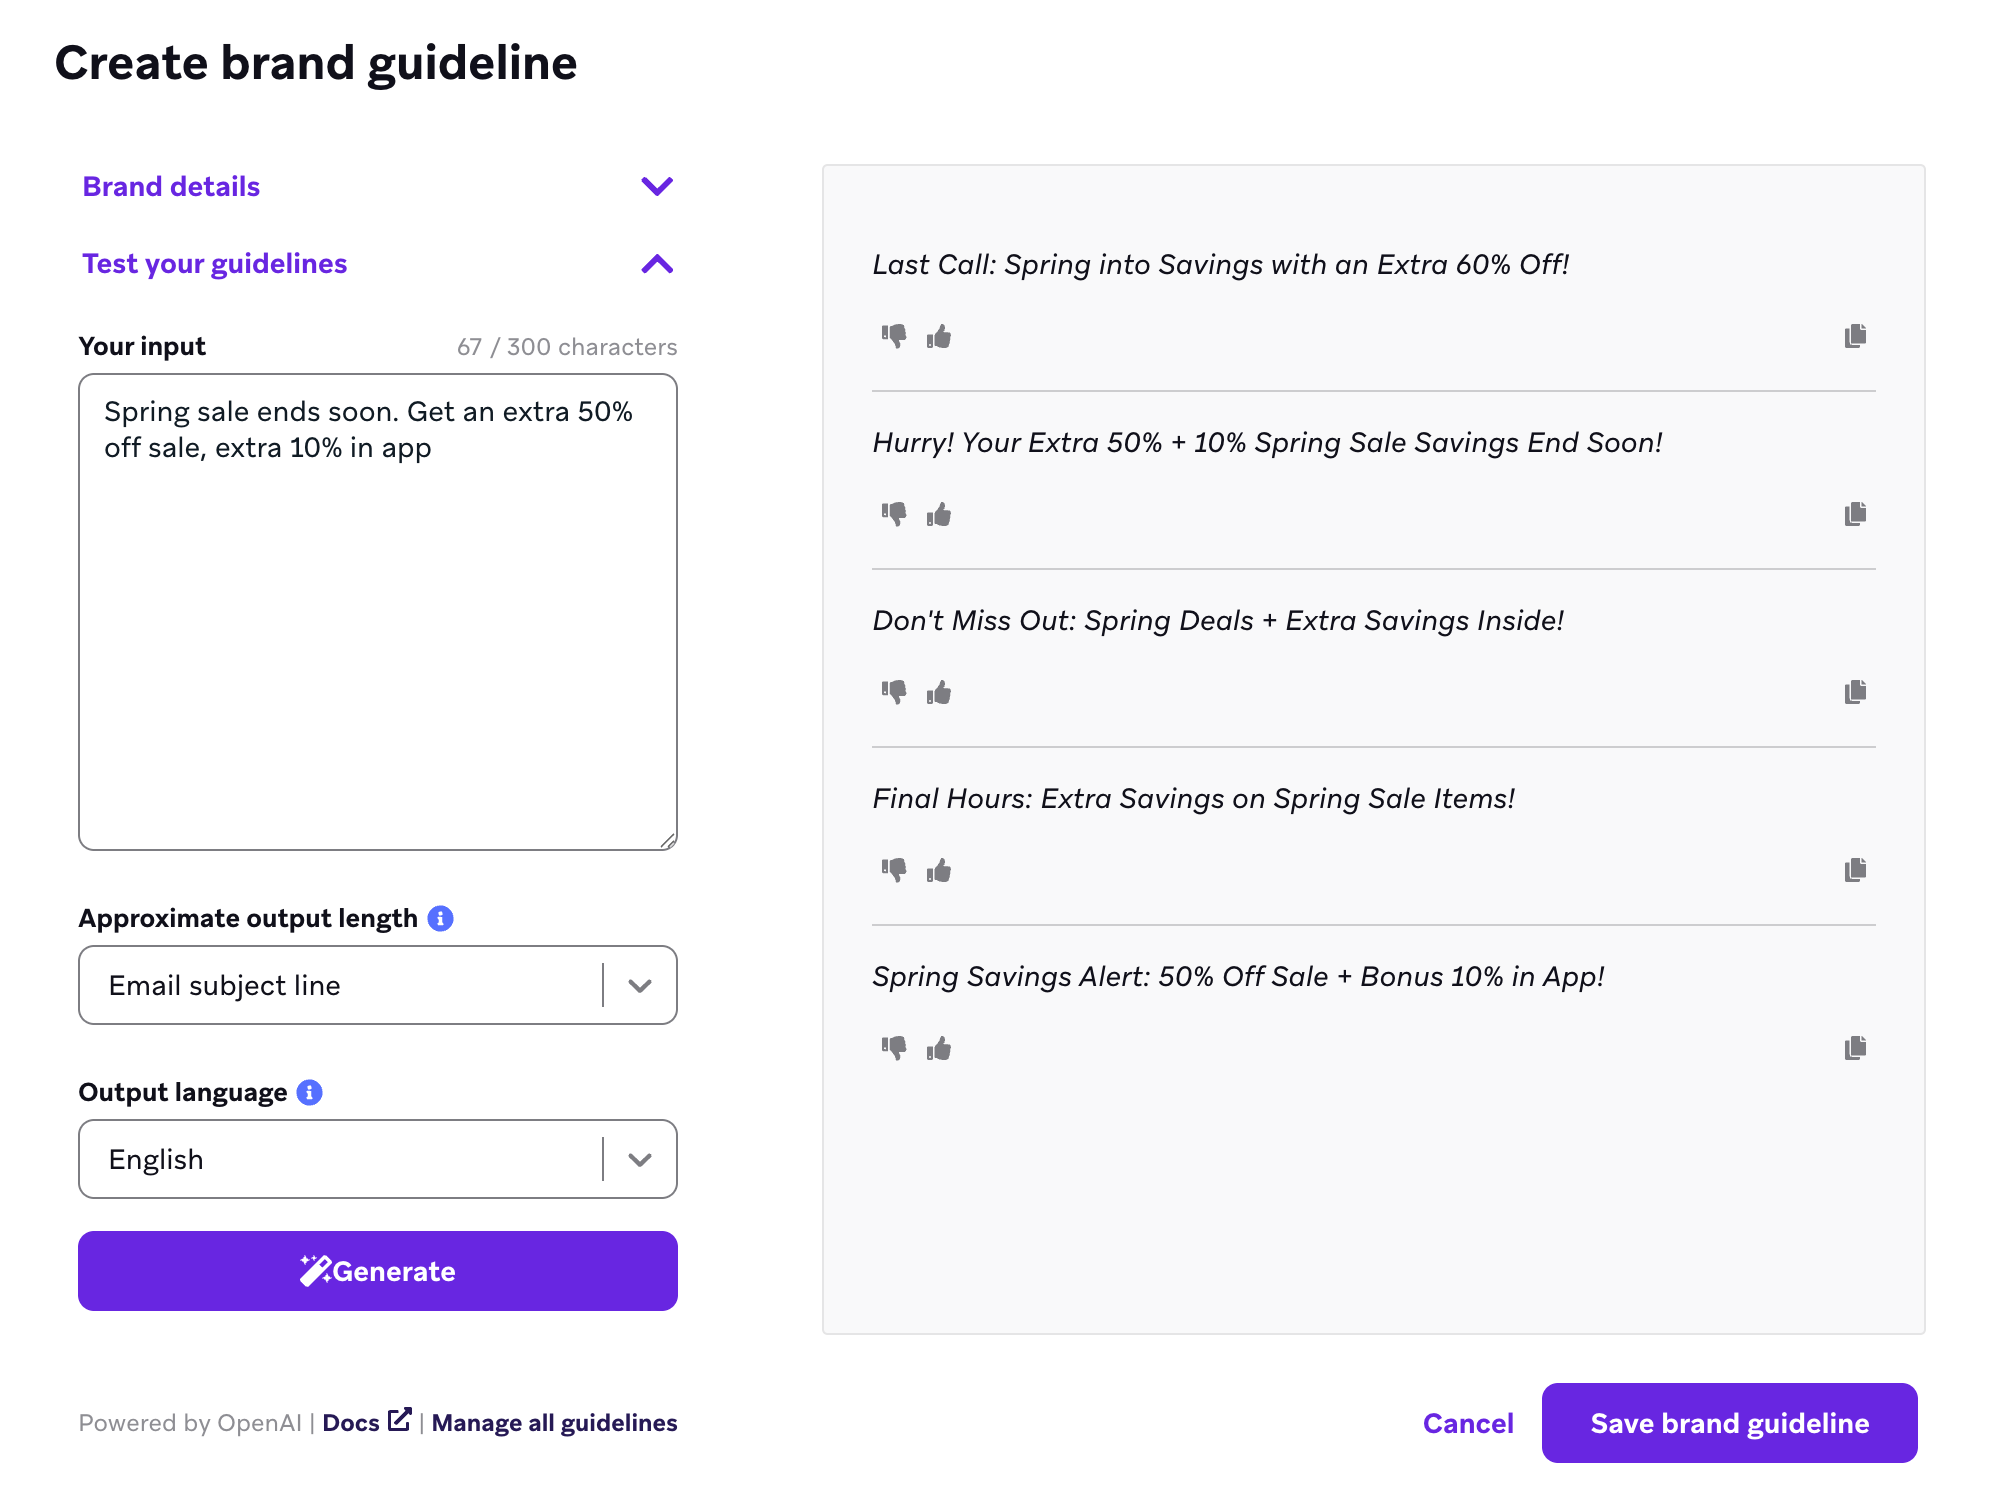 Create brand guideline
Brand details
Test your guidelines
Your input
67 / 300 characters
Spring sale ends soon. Get an extra 50%
off sale, extra 10% in app
Approximate output length
Email subject line
Output language
English
Generate
Powered by OpenAI | Docs | Manage all guidelines
Last Call: Spring into Savings with an Extra 60% Off!
Hurry! Your Extra 50% + 10% Spring Sale Savings End Soon!
Don't Miss Out: Spring Deals + Extra Savings Inside!
Final Hours: Extra Savings on Spring Sale Items!
Spring Savings Alert: 50% Off Sale + Bonus 10% in App!
Cancel
Save brand guideline